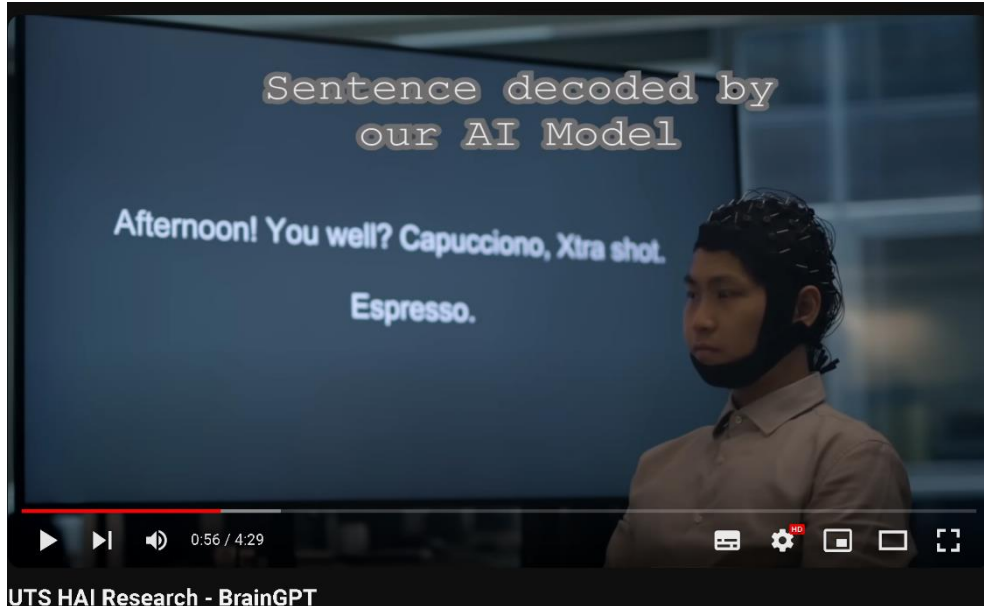 Sentence decoded by
our AI Model
Afternoon! You well? Capucciono, Xtra shot.
Espresso.
0:56 / 4:29
HD
UTS HAI Research - BrainGPT